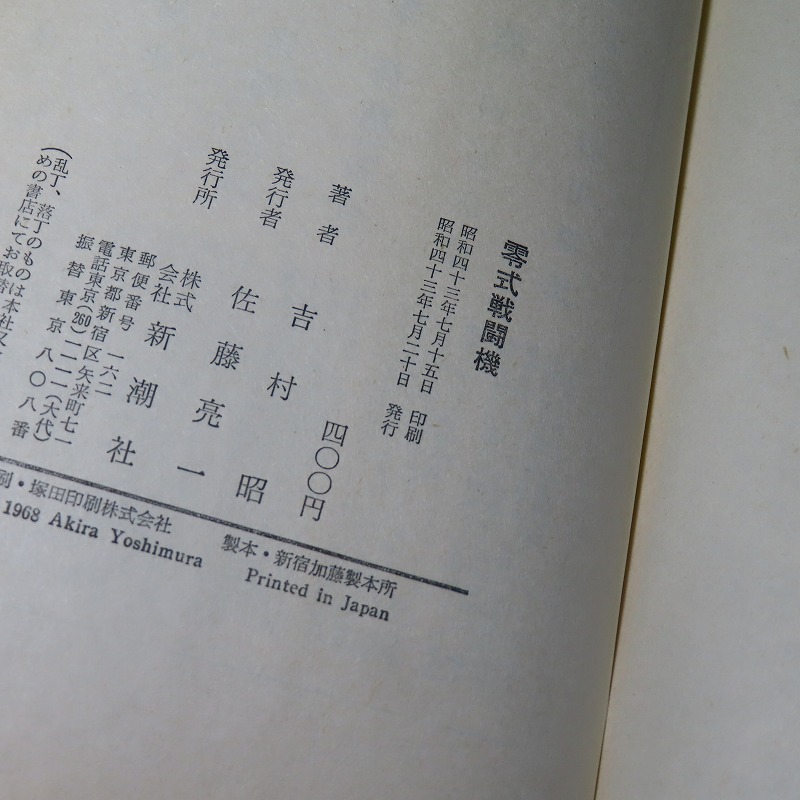 零式戦闘機
昭和四十三年七月十五日 印刷
昭和四十三年七月二十日 発行
四〇〇円
著者 吉村昭
発行者 佐藤亮一
発行所 株式会社新潮社
郵便番号 一六二
東京都新宿区矢来町七一
電話東京(260)一一一一(大代)
振替東京八〇八番
(乱丁、落丁のものは本社又
めの書店にてお取替
刷・塚田印刷株式会社
製本・新宿加藤製本所
1968 Akira Yoshimura
Printed in Japan